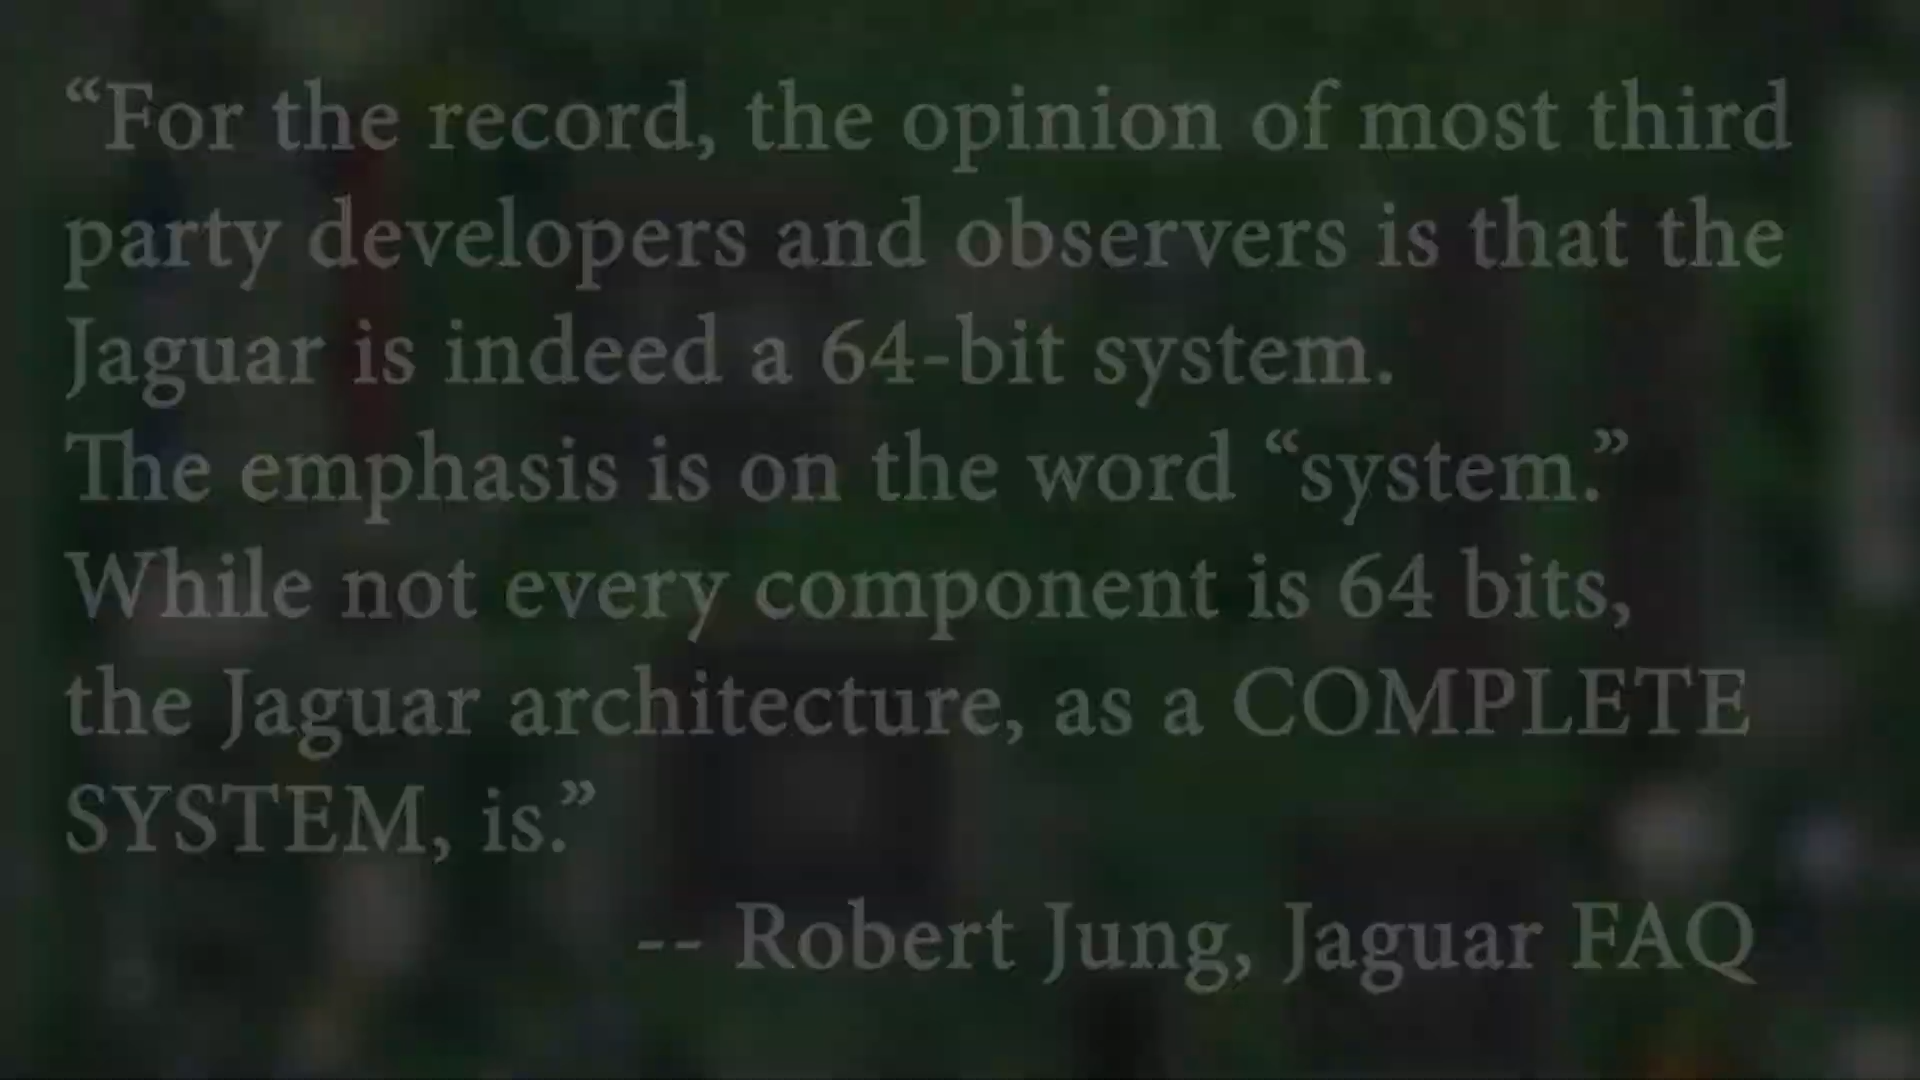 “For the record, the opinion of most third
party developers and observers is that the
Jaguar is indeed a 64-bit system.
The emphasis is on the word “system.”
While not every component is 64 bits,
the Jaguar architecture, as a COMPLETE
SYSTEM, is.”
-- Robert Jung, Jaguar FAQ